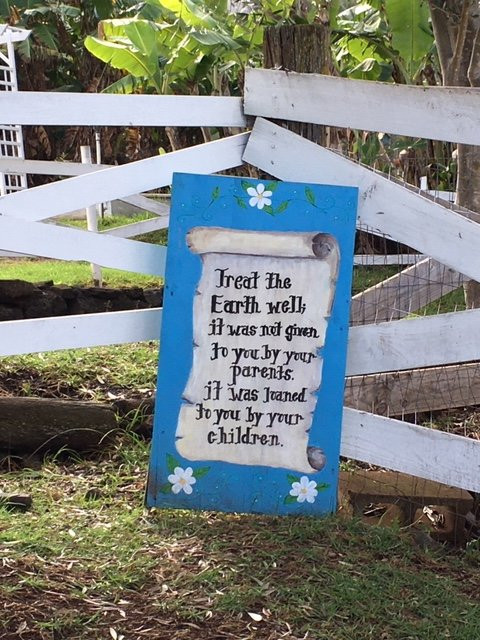 Treat the
Earth well;
it was not given
to you by your
parents.
it was loaned
to you by your
children.